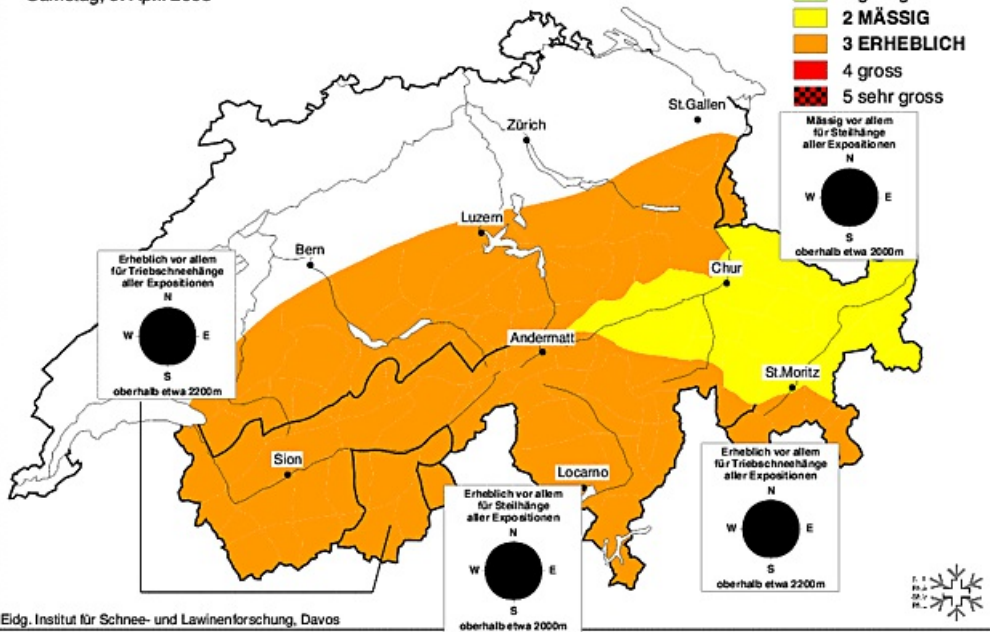 2 MÄSSIG
3 ERHEBLICH
4 gross
5 sehr gross
St.Gallen
Zürich
Mässig vor allem
für Steilhänge
aller Expositionen
N
W E
S
oberhalb etwa 2000m
Luzern
Bern
Chur
Erheblich vor allem
für Triebschneehänge
aller Expositionen
N
W E
S
oberhalb etwa 2200m
Andermatt
St.Moritz
Sion
Locarno
Erheblich vor allem
für Triebschneehänge
aller Expositionen
N
W E
S
oberhalb etwa 2200m
Erheblich vor allem
für Steilhänge
aller Expositionen
N
W E
S
oberhalb etwa 2000m
Eidg. Institut für Schnee- und Lawinenforschung, Davos